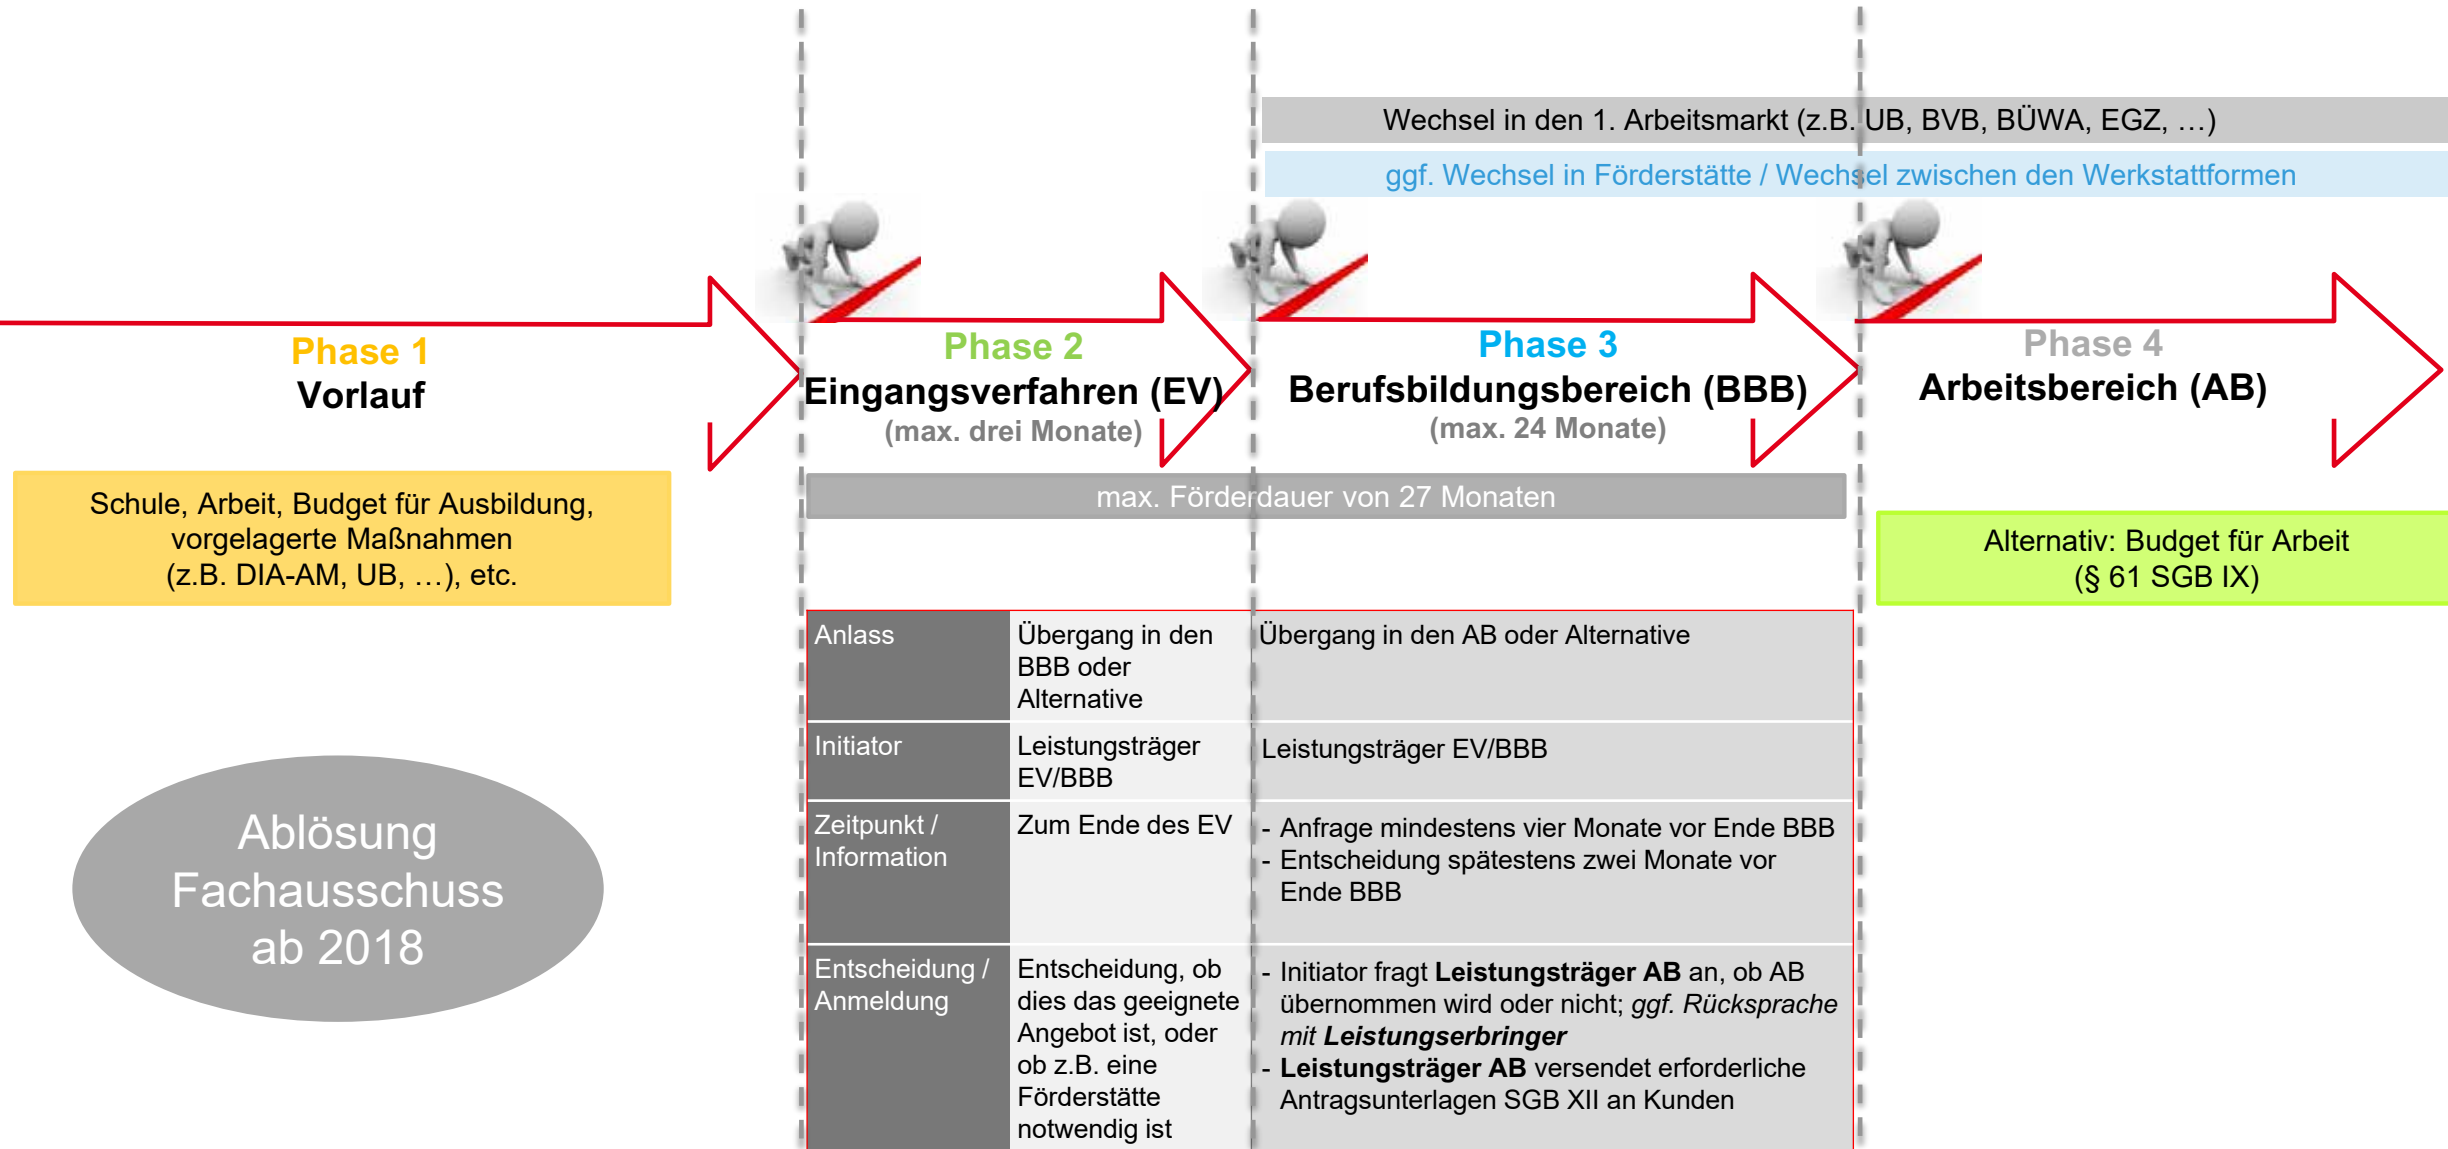 Wechsel in den 1. Arbeitsmarkt (z.B. UB, BVB, BÜWA, EGZ, …)
ggf. Wechsel in Förderstätte / Wechsel zwischen den Werkstattformen
Phase 1
Vorlauf
Phase 2
Eingangsverfahren (EV)
(max. drei Monate)
Phase 3
Berufsbildungsbereich (BBB)
(max. 24 Monate)
Phase 4
Arbeitsbereich (AB)
Schule, Arbeit, Budget für Ausbildung,
vorgelagerte Maßnahmen
(z.B. DIA-AM, UB, …), etc.
max. Förderdauer von 27 Monaten
Alternativ: Budget für Arbeit
(§ 61 SGB IX)
Ablösung
Fachausschuss
ab 2018
Anlass
Übergang in den
BBB oder
Alternative
Übergang in den AB oder Alternative
Initiator
Leistungsträger
EV/BBB
Leistungsträger EV/BBB
Zeitpunkt /
Information
Zum Ende des EV
- Anfrage mindestens vier Monate vor Ende BBB
- Entscheidung spätestens zwei Monate vor
Ende BBB
Entscheidung /
Anmeldung
Entscheidung, ob
dies das geeignete
Angebot ist, oder
ob z.B. eine
Förderstätte
notwendig ist
- Initiator fragt Leistungsträger AB an, ob AB
übernommen wird oder nicht; ggf. Rücksprache
mit Leistungserbringer
- Leistungsträger AB versendet erforderliche
Antragsunterlagen SGB XII an Kunden